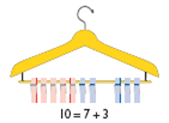 10 = 7 + 3